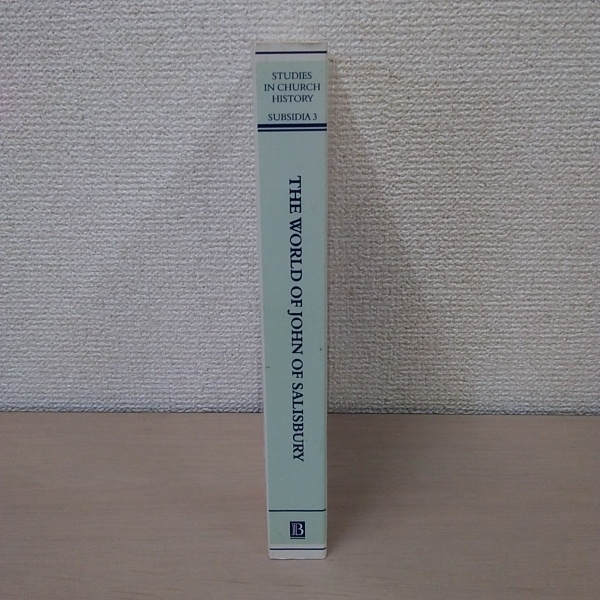 STUDIES
IN CHURCH
HISTORY
SUBSIDIA 3
THE WORLD OF JOHN OF SALISBURY
B